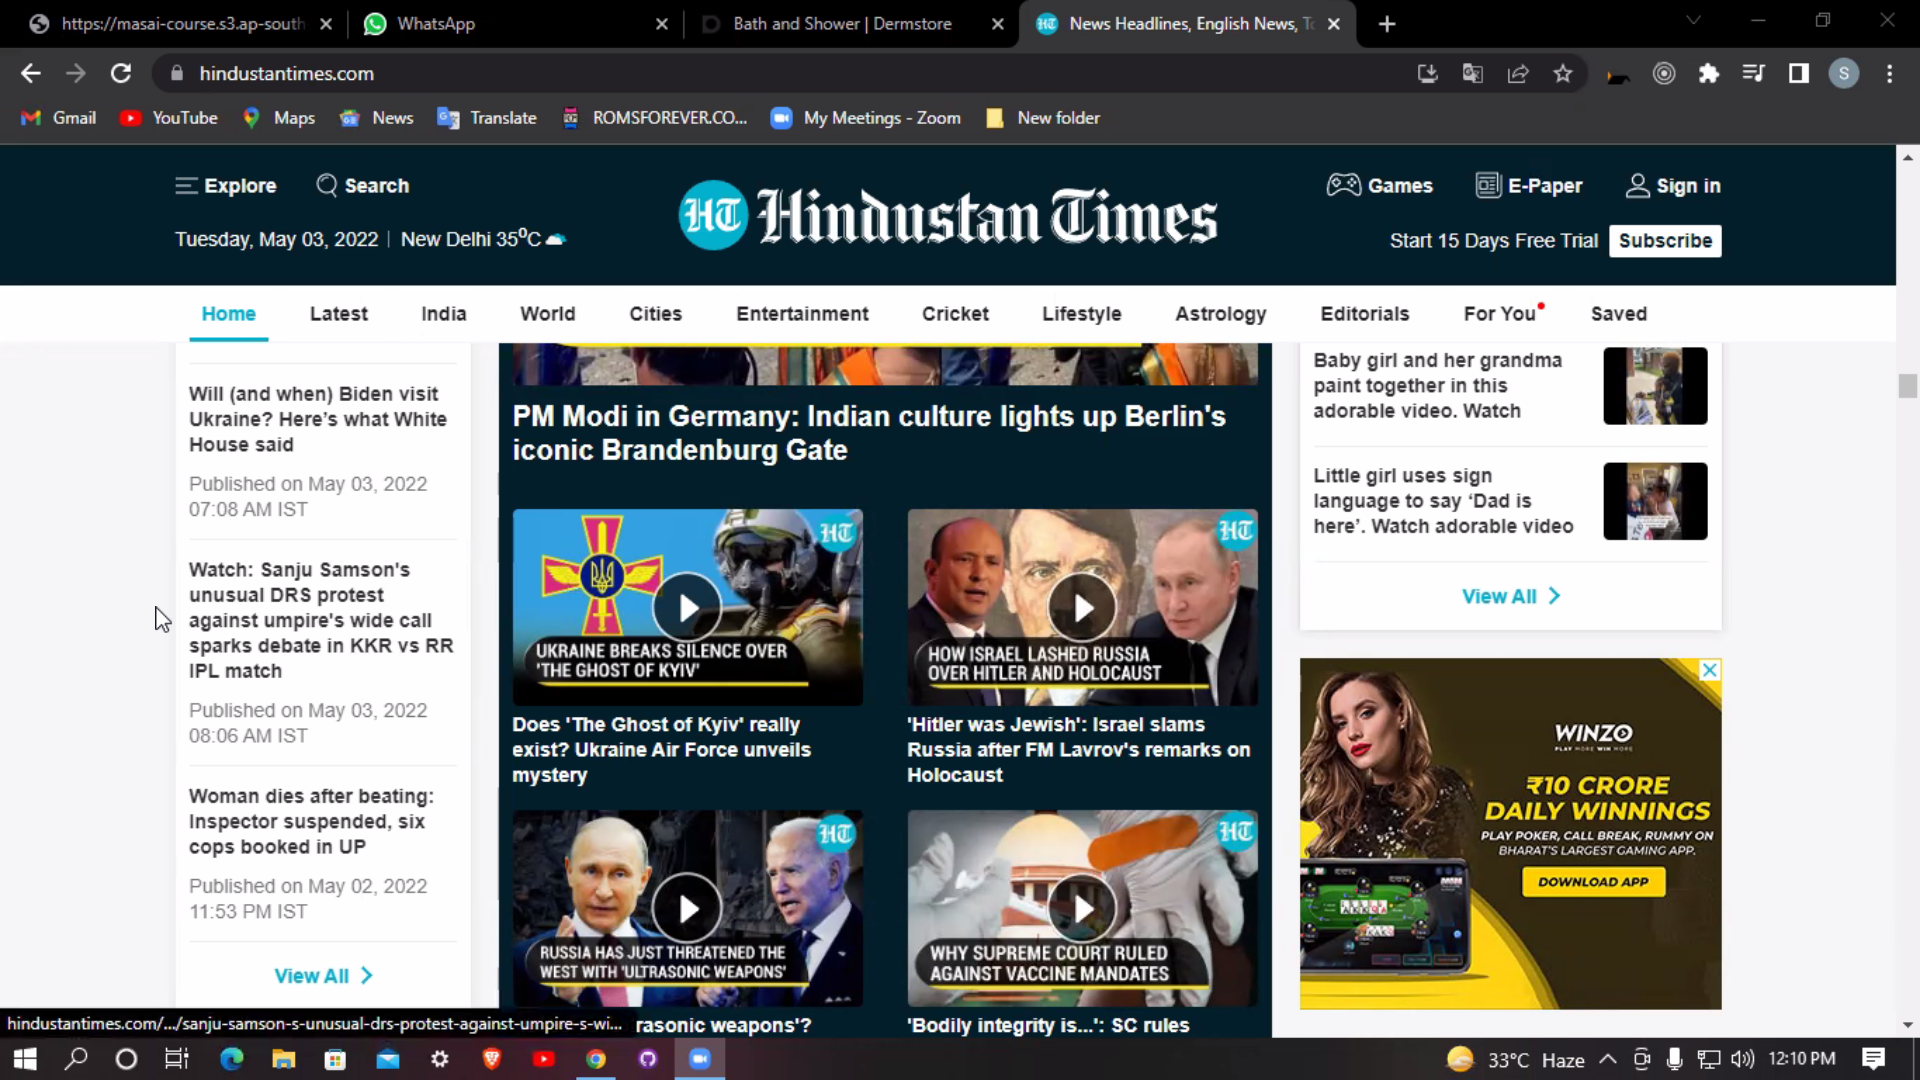 https://masai-course.s3.ap-south
WhatsApp
Bath and Shower | Dermstore
News Headlines, English News, To
hindustantimes.com
S
Gmail
YouTube
Maps
News
Translate
ROMSFOREVER.CO...
My Meetings - Zoom
New folder
Explore
Search
HT Hindustan Times
Games
E-Paper
Sign in
Tuesday, May 03, 2022 | New Delhi 35⁰C
Start 15 Days Free Trial
Subscribe
Home
Latest
India
World
Cities
Entertainment
Cricket
Lifestyle
Astrology
Editorials
For You
Saved
Will (and when) Biden visit
Ukraine? Here's what White
House said
Published on May 03, 2022
07:08 AM IST
Watch: Sanju Samson's
unusual DRS protest
against umpire's wide call
sparks debate in KKR vs RR
IPL match
Published on May 03, 2022
08:06 AM IST
Woman dies after beating:
Inspector suspended, six
cops booked in UP
Published on May 02, 2022
11:53 PM IST
View All
PM Modi in Germany: Indian culture lights up Berlin's
iconic Brandenburg Gate
HT
UKRAINE BREAKS SILENCE OVER
'THE GHOST OF KYIV'
Does 'The Ghost of Kyiv' really
exist? Ukraine Air Force unveils
mystery
HT
HOW ISRAEL LASHED RUSSIA
OVER HITLER AND HOLOCAUST
'Hitler was Jewish': Israel slams
Russia after FM Lavrov's remarks on
Holocaust
HT
RUSSIA HAS JUST THREATENED THE
WEST WITH 'ULTRASONIC WEAPONS'
rasonic weapons'?
HT
WHY SUPREME COURT RULED
AGAINST VACCINE MANDATES
'Bodily integrity is...': SC rules
Baby girl and her grandma
paint together in this
adorable video. Watch
Little girl uses sign
language to say 'Dad is
here'. Watch adorable video
View All
WINZO
PLAY MORE WIN MORE
₹10 CRORE
DAILY WINNINGS
PLAY POKER, CALL BREAK, RUMMY ON
BHARAT'S LARGEST GAMING APP.
DOWNLOAD APP
hindustantimes.com/.../sanju-samson-s-unusual-drs-protest-against-umpire-s-wi...
33°C Haze
12:10 PM